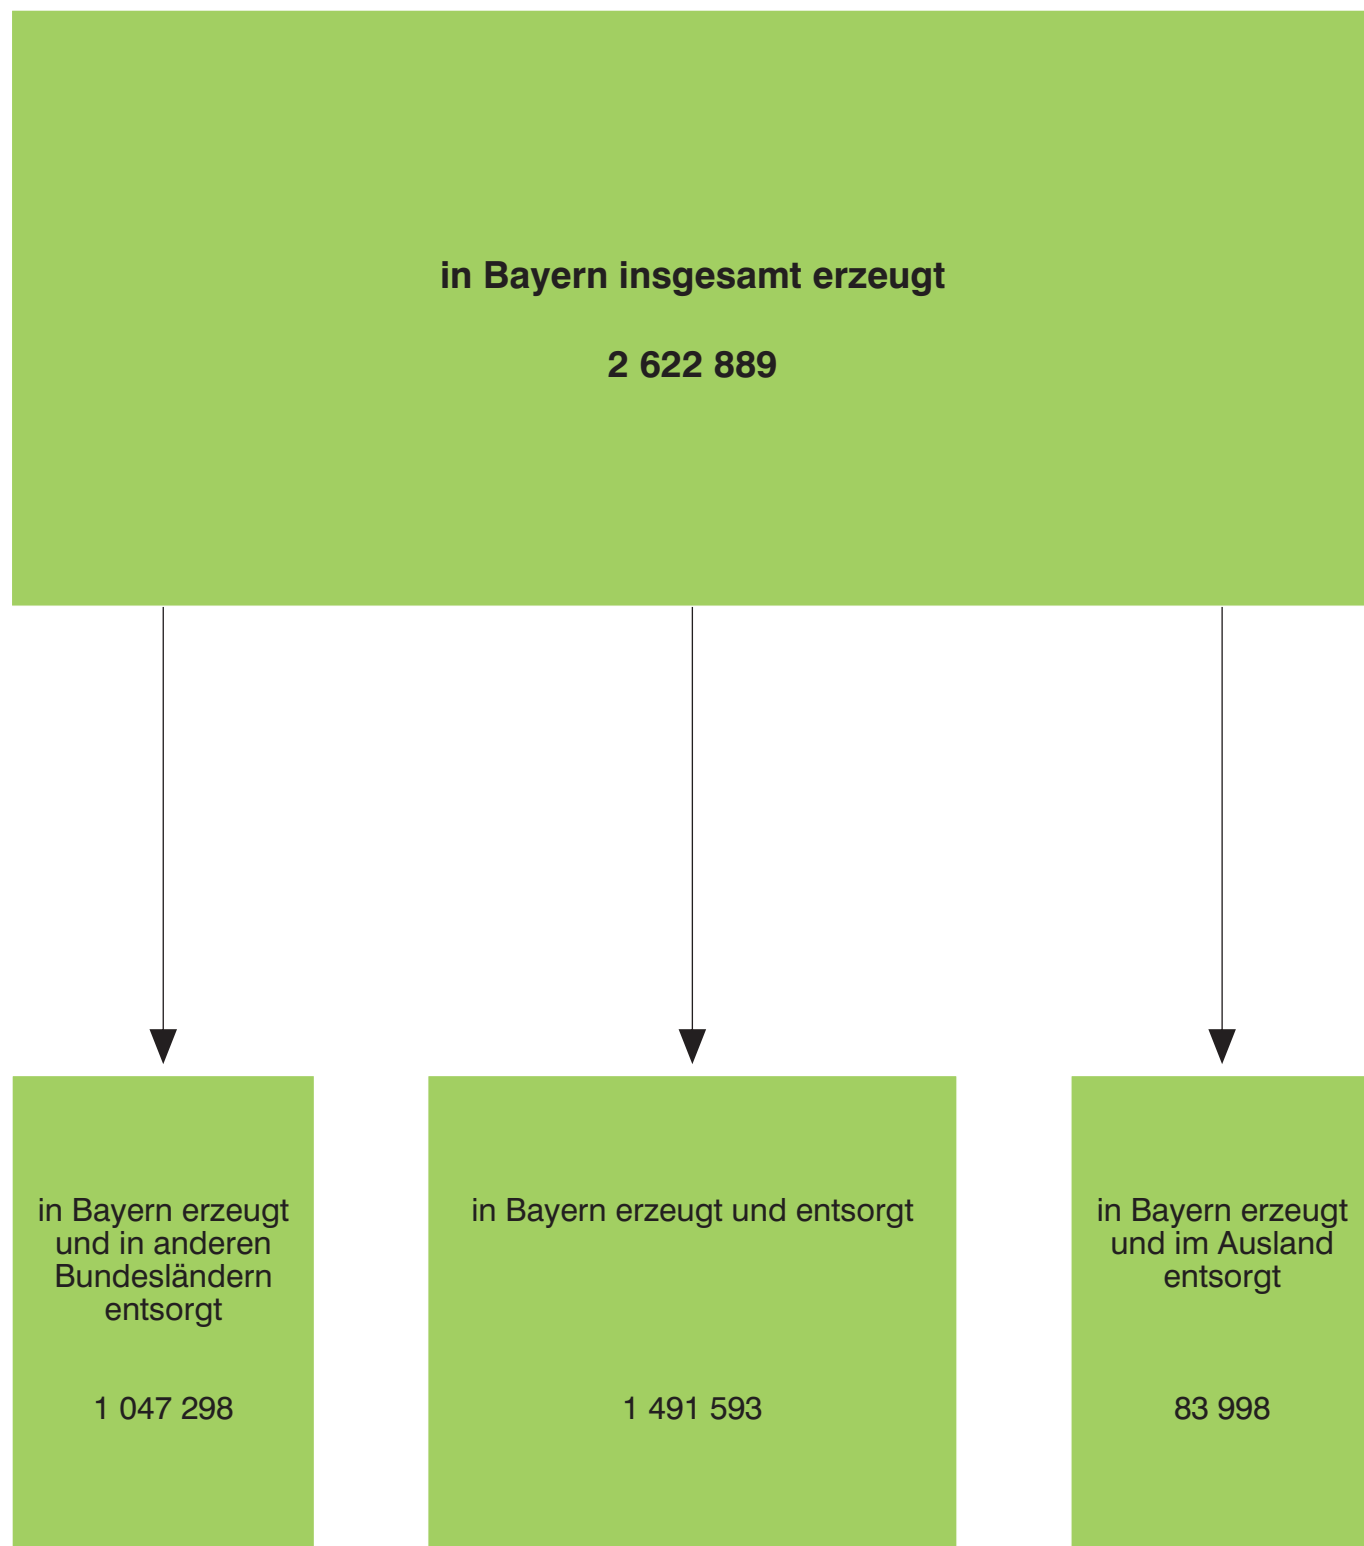 in Bayern insgesamt erzeugt
2 622 889
in Bayern erzeugt
und in anderen
Bundesländern
entsorgt
1 047 298
in Bayern erzeugt und entsorgt
1 491 593
in Bayern erzeugt
und im Ausland
entsorgt
83 998